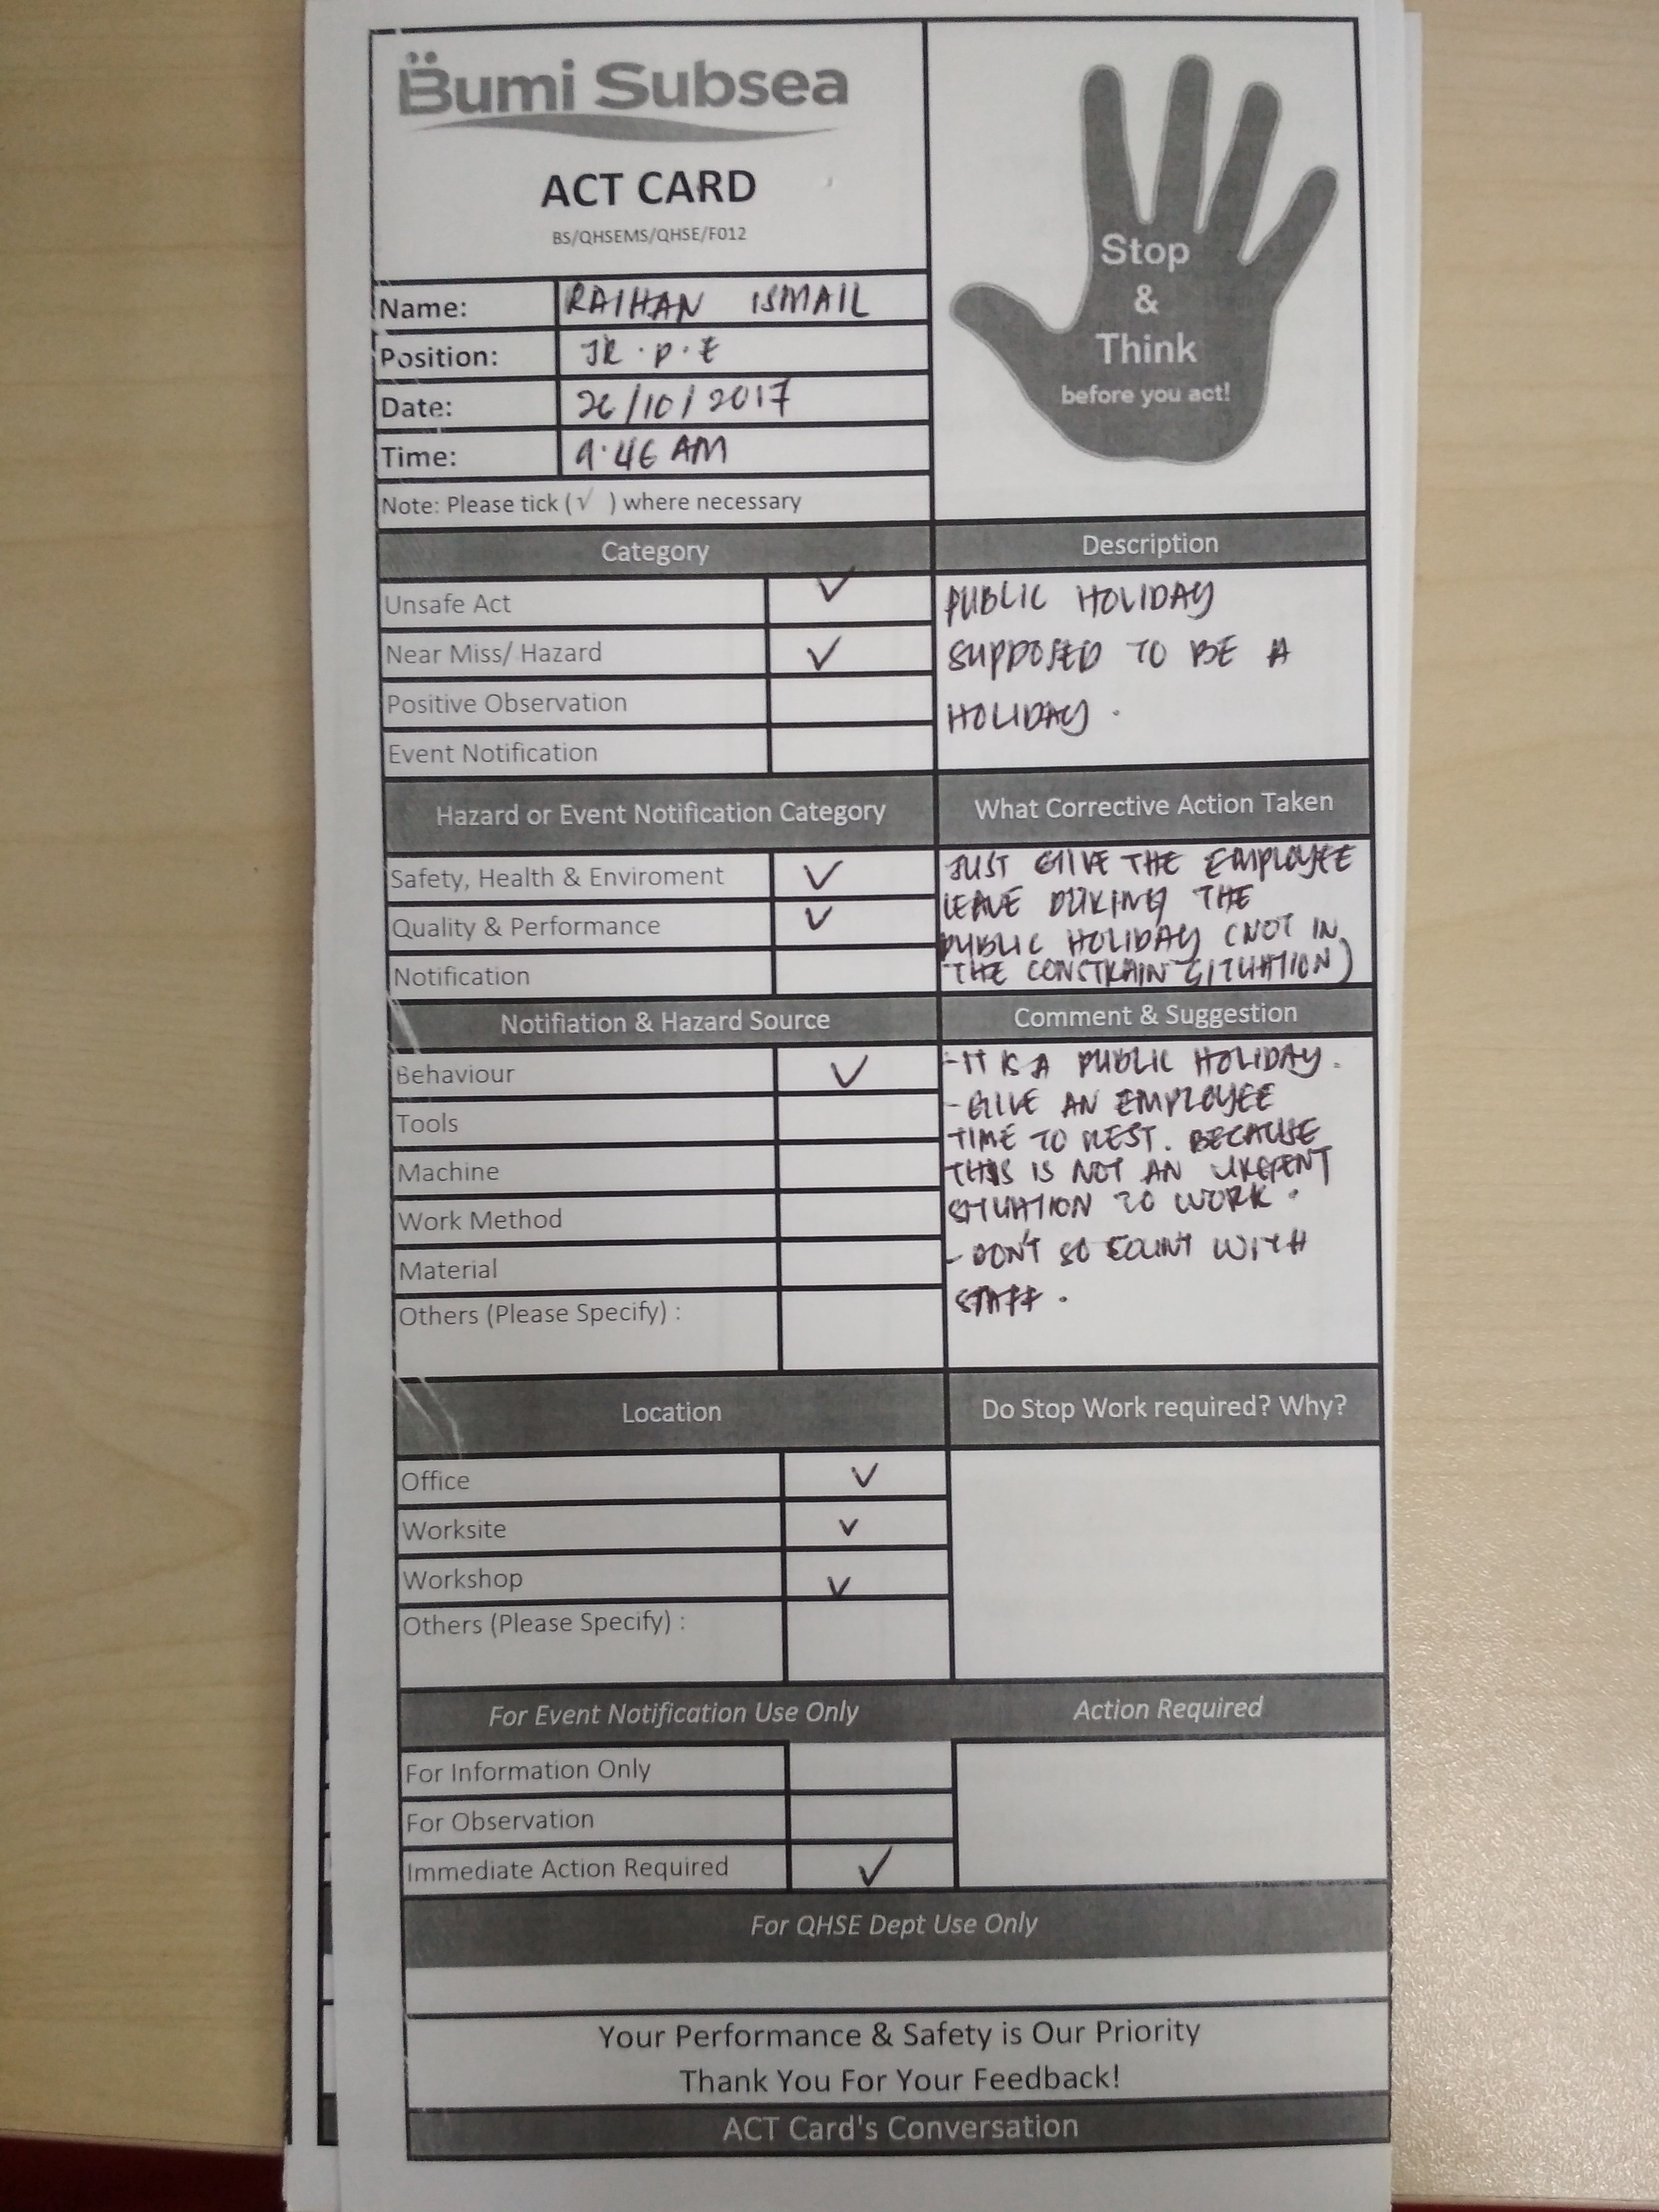 Bumi Subsea
ACT CARD
BS/QHSEMS/QHSE/F012
Stop
&
Think
before you act!
Name: RAIHAN ISMAIL
Position: JR.P.E
Date: 26/10/2017
Time: 9.46 AM
Note: Please tick (√ ) where necessary
Category
Unsafe Act ✓
Near Miss/ Hazard ✓
Positive Observation
Event Notification
Description
PUBLIC HOLIDAY
SUPPOSED TO BE A
HOLIDAY.
Hazard or Event Notification Category
Safety, Health & Enviroment ✓
Quality & Performance ✓
Notification
What Corrective Action Taken
JUST GIVE THE EMPLOYEE
LEAVE DURING THE
PUBLIC HOLIDAY (NOT IN
THE CONSTRAIN SITUATION)
Notifiation & Hazard Source
Behaviour ✓
Tools
Machine
Work Method
Material
Others (Please Specify) :
Comment & Suggestion
-IT IS A PUBLIC HOLIDAY.
-GIVE AN EMPLOYEE
TIME TO REST. BECAUSE
THIS IS NOT AN URGENT
SITUATION TO WORK.
- DON'T SO COUNT WITH
STAFF.
Location
Office ✓
Worksite ✓
Workshop ✓
Others (Please Specify) :
Do Stop Work required? Why?
For Event Notification Use Only
For Information Only
For Observation
Immediate Action Required ✓
Action Required
For QHSE Dept Use Only
Your Performance & Safety is Our Priority
Thank You For Your Feedback!
ACT Card's Conversation